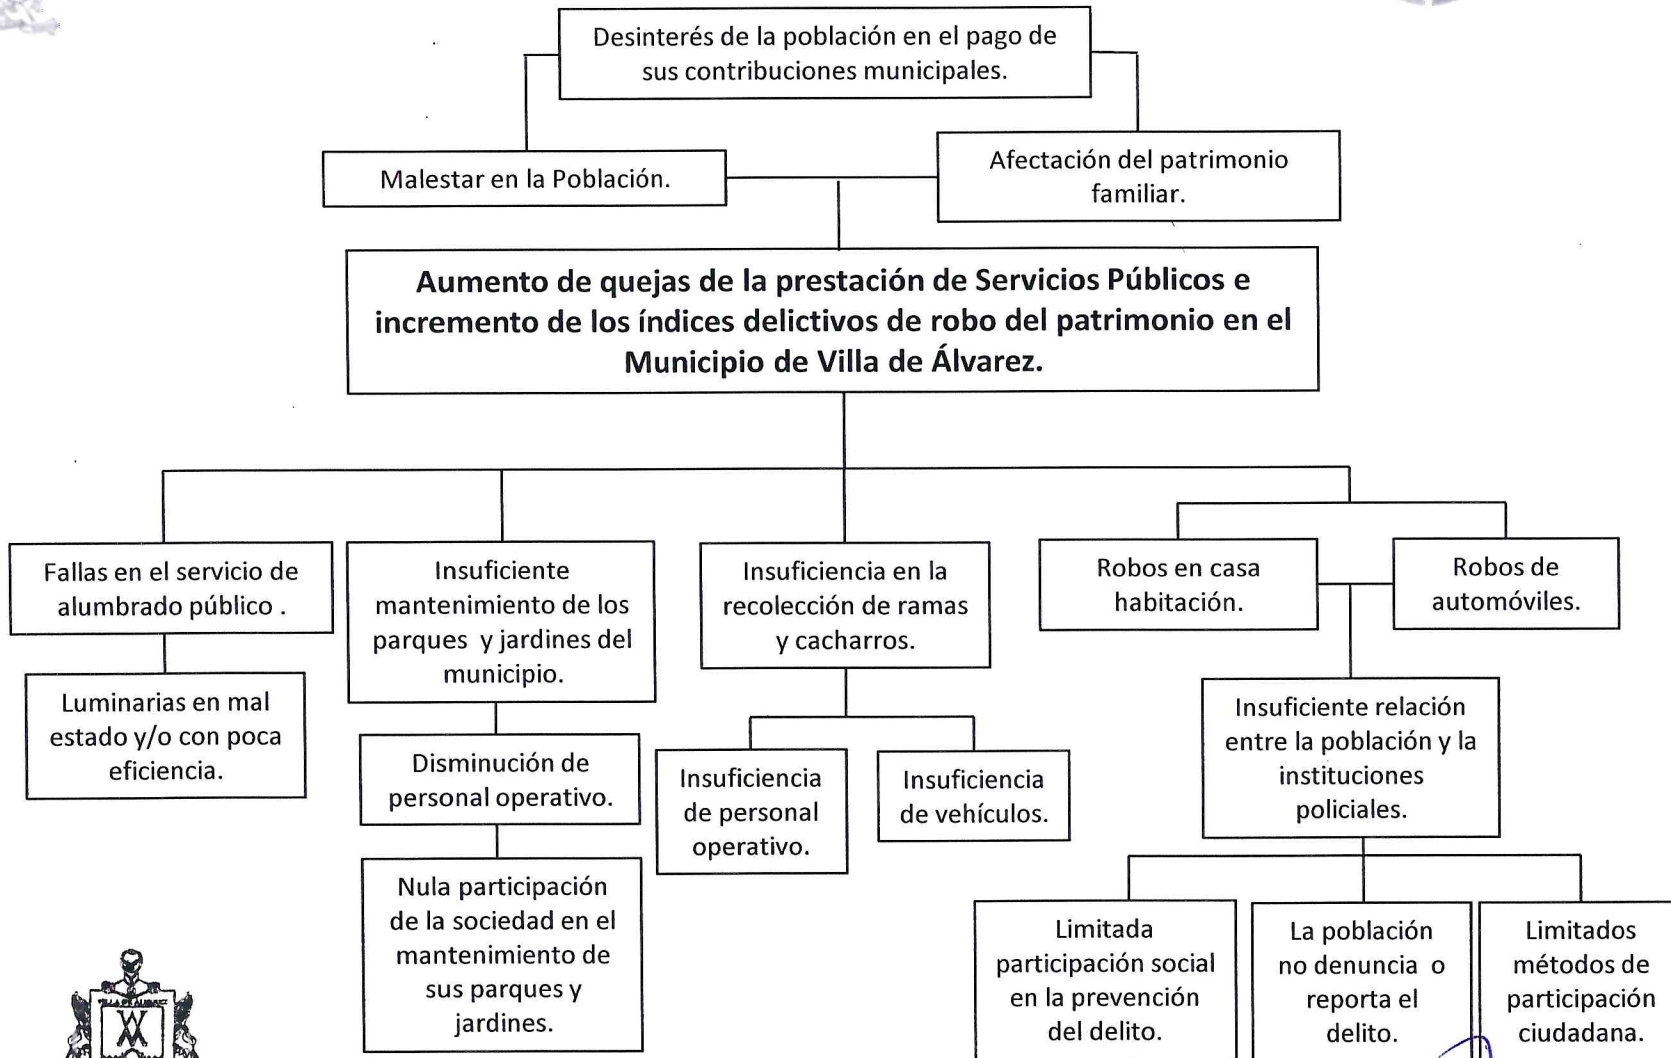 Desinterés de la población en el pago de
sus contribuciones municipales.
Malestar en la Población.
Afectación del patrimonio
familiar.
Aumento de quejas de la prestación de Servicios Públicos e
incremento de los índices delictivos de robo del patrimonio en el
Municipio de Villa de Álvarez.
Fallas en el servicio de
alumbrado público .
Luminarias en mal
estado y/o con poca
eficiencia.
Insuficiente
mantenimiento de los
parques y jardines del
municipio.
Disminución de
personal operativo.
Nula participación
de la sociedad en el
mantenimiento de
sus parques y
jardines.
Insuficiencia en la
recolección de ramas
y cacharros.
Insuficiencia
de personal
operativo.
Insuficiencia
de vehículos.
Robos en casa
habitación.
Robos de
automóviles.
Insuficiente relación
entre la población y la
instituciones
policiales.
Limitada
participación social
en la prevención
del delito.
La población
no denuncia o
reporta el
delito.
Limitados
métodos de
participación
ciudadana.